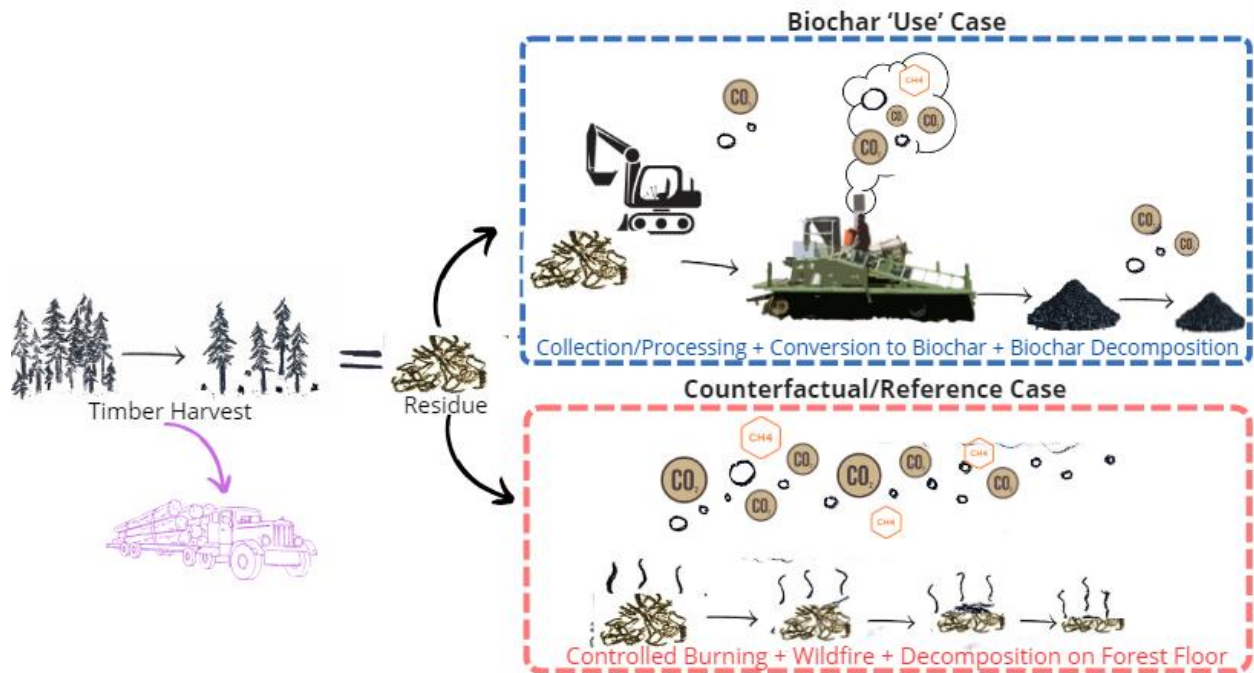 Biochar ‘Use’ Case
CH4
CO₂
CO₂
CO₂
CO₂
CO₂
CO₂
Collection/Processing + Conversion to Biochar + Biochar Decomposition
Timber Harvest
Residue
Counterfactual/Reference Case
CH4
CH4
CO₂
CO₂
CO₂
CO₂
CO₂
CO₂
CH4
Controlled Burning + Wildfire + Decomposition on Forest Floor